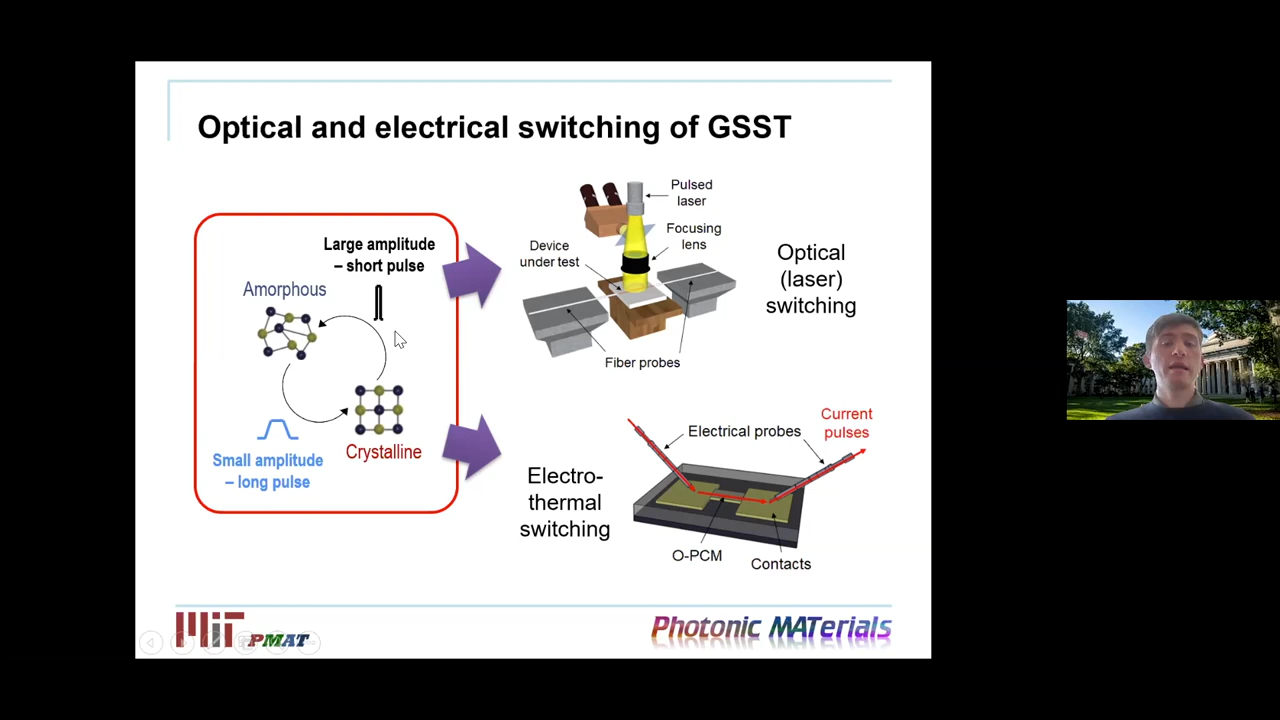 Optical and electrical switching of GSST
Large amplitude
– short pulse
Amorphous
Crystalline
Small amplitude
– long pulse
Pulsed
laser
Focusing
lens
Device
under test
Fiber probes
Optical
(laser)
switching
Electro-
thermal
switching
Electrical probes
Current
pulses
O-PCM
Contacts
MIT
PMAT
Photonic MATerials